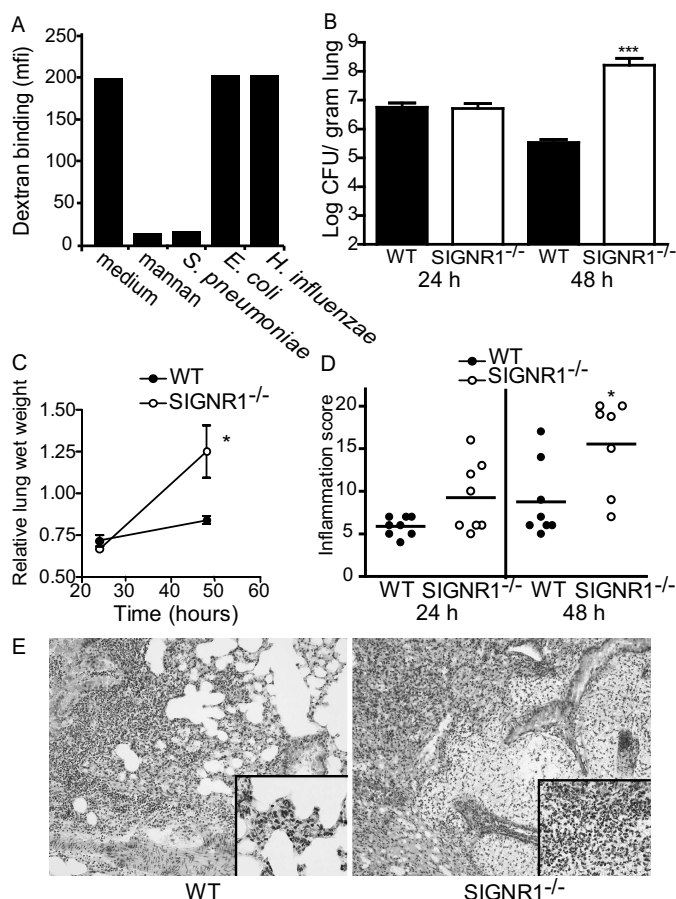 A
Dextran binding (mfi)
200
150
100
50
0
medium
mannan
S. pneumoniae
E. coli
H. influenzae
B
Log CFU/ gram lung
9
8
7
6
5
4
3
2
***
WT SIGNR1-/- WT SIGNR1-/-
24 h 48 h
C
WT
SIGNR1-/-
Relative lung wet weight
1.50
1.25
1.00
0.75
0.50
*
20 30 40 50 60
Time (hours)
D
WT
SIGNR1-/-
Inflammation score
20
15
10
5
0
*
WT SIGNR1-/- WT SIGNR1-/-
24 h 48 h
E
WT SIGNR1-/-